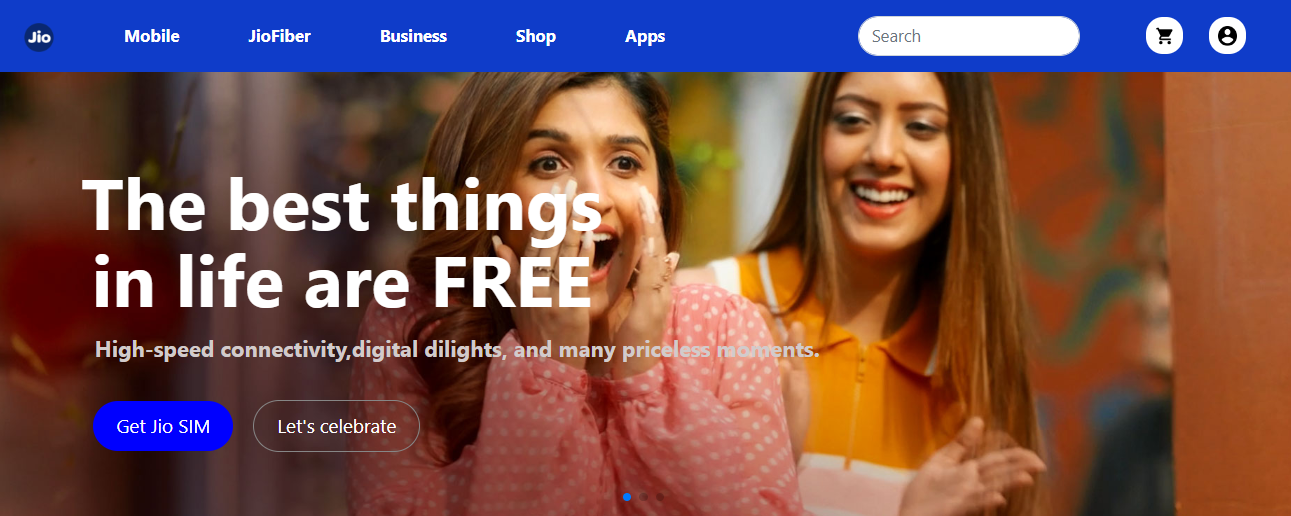 Jio
Mobile JioFiber Business Shop Apps Search
The best things
in life are FREE
High-speed connectivity,digital dilights, and many priceless moments.
Get Jio SIM Let's celebrate